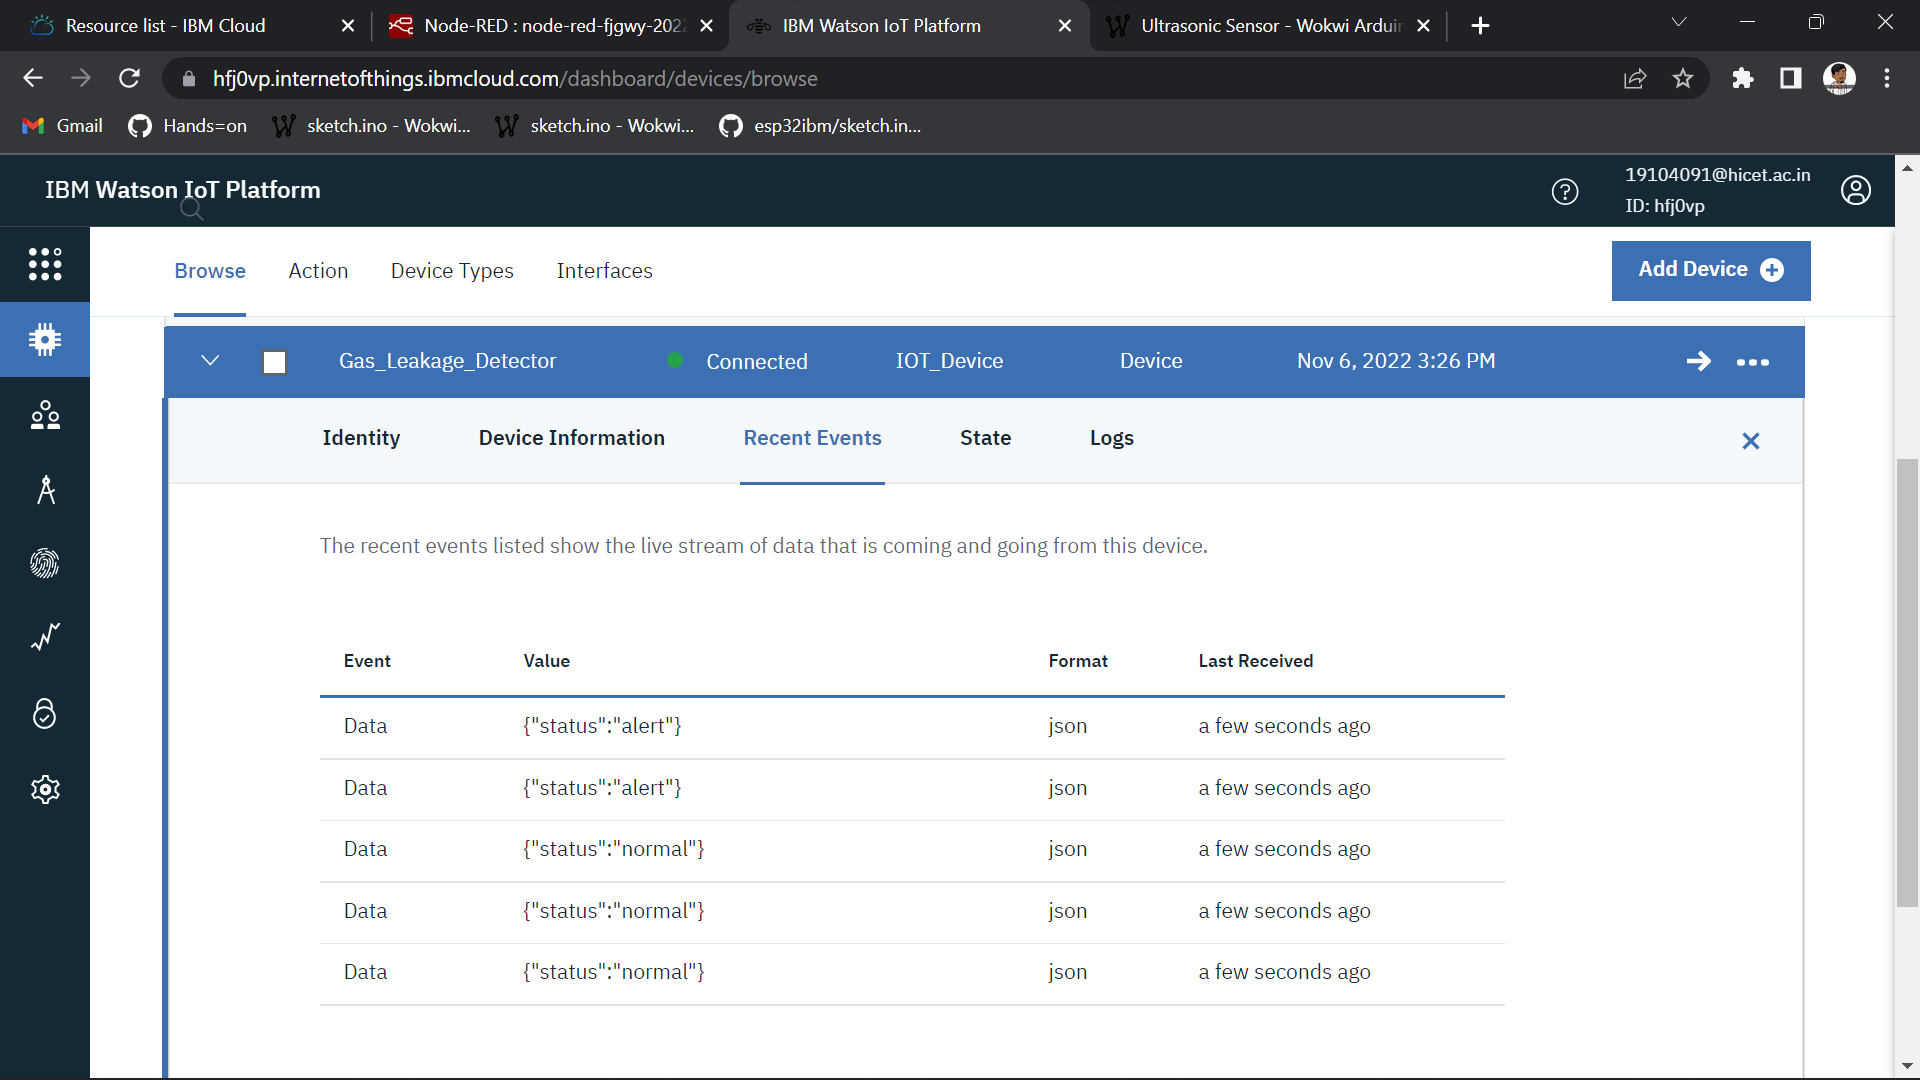 Resource list - IBM Cloud
Node-RED : node-red-fjgwy-202
IBM Watson IoT Platform
Ultrasonic Sensor - Wokwi Ardui
hfj0vp.internetofthings.ibmcloud.com/dashboard/devices/browse
Gmail
Hands=on
sketch.ino - Wokwi...
sketch.ino - Wokwi...
esp32ibm/sketch.in...
IBM Watson IoT Platform
19104091@hicet.ac.in
ID: hfj0vp
Browse
Action
Device Types
Interfaces
Add Device
Gas_Leakage_Detector
Connected
IOT_Device
Device
Nov 6, 2022 3:26 PM
Identity
Device Information
Recent Events
State
Logs
The recent events listed show the live stream of data that is coming and going from this device.
Event Value Format Last Received
Data {"status":"alert"} json a few seconds ago
Data {"status":"alert"} json a few seconds ago
Data {"status":"normal"} json a few seconds ago
Data {"status":"normal"} json a few seconds ago
Data {"status":"normal"} json a few seconds ago